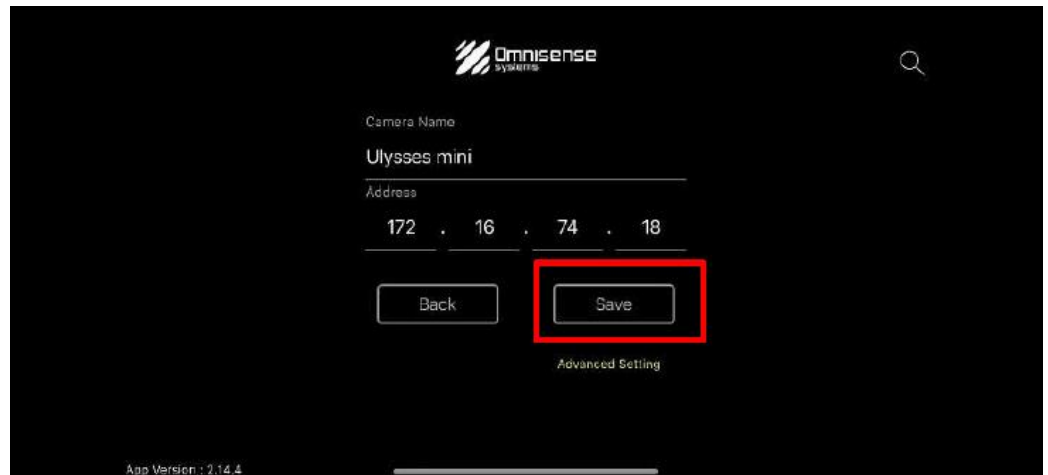 Omnisense
systems
Camera Name
Ulysses mini
Address
172 . 16 . 74 . 18
Back Save
Advanced Setting
App Version : 2.14.4